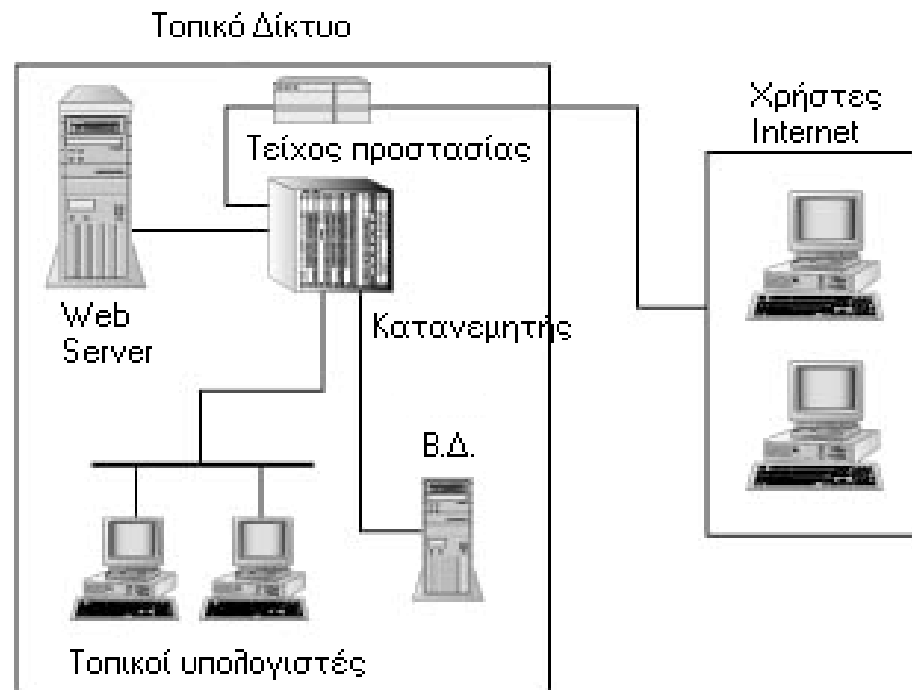 Τοπικό Δίκτυο
Χρήστες
Internet
Τείχος προστασίας
Web
Server
Κατανεμητής
Β.Δ.
Τοπικοί υπολογιστές